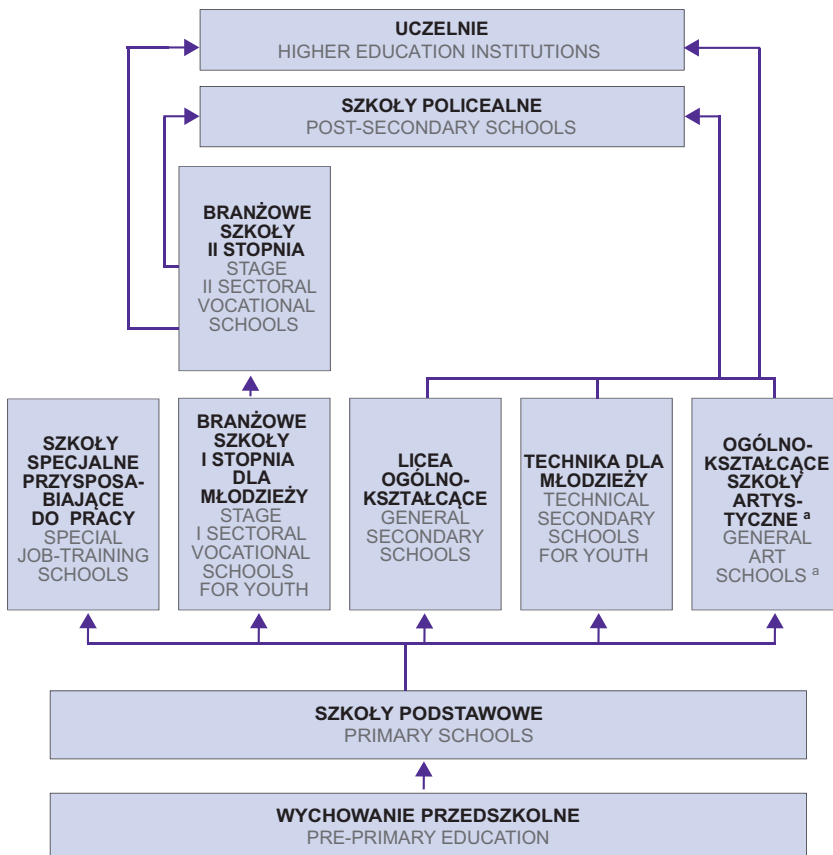 UCZELNIE
HIGHER EDUCATION INSTITUTIONS
SZKOŁY POLICEALNE
POST-SECONDARY SCHOOLS
BRANŻOWE
SZKOŁY
II STOPNIA
STAGE
II SECTORAL
VOCATIONAL
SCHOOLS
SZKOŁY
SPECJALNE
PRZYSPOSA-
BIAJĄCE
DO PRACY
SPECIAL
JOB-TRAINING
SCHOOLS
BRANŻOWE
SZKOŁY
I STOPNIA
DLA
MŁODZIEŻY
STAGE
I SECTORAL
VOCATIONAL
SCHOOLS
FOR YOUTH
LICEA
OGÓLNO-
KSZTAŁCĄCE
GENERAL
SECONDARY
SCHOOLS
TECHNIKA DLA
MŁODZIEŻY
TECHNICAL
SECONDARY
SCHOOLS
FOR YOUTH
OGÓLNO-
KSZTAŁCĄCE
SZKOŁY
ARTYS-
TYCZNE a
GENERAL
ART
SCHOOLS a
SZKOŁY PODSTAWOWE
PRIMARY SCHOOLS
WYCHOWANIE PRZEDSZKOLNE
PRE-PRIMARY EDUCATION